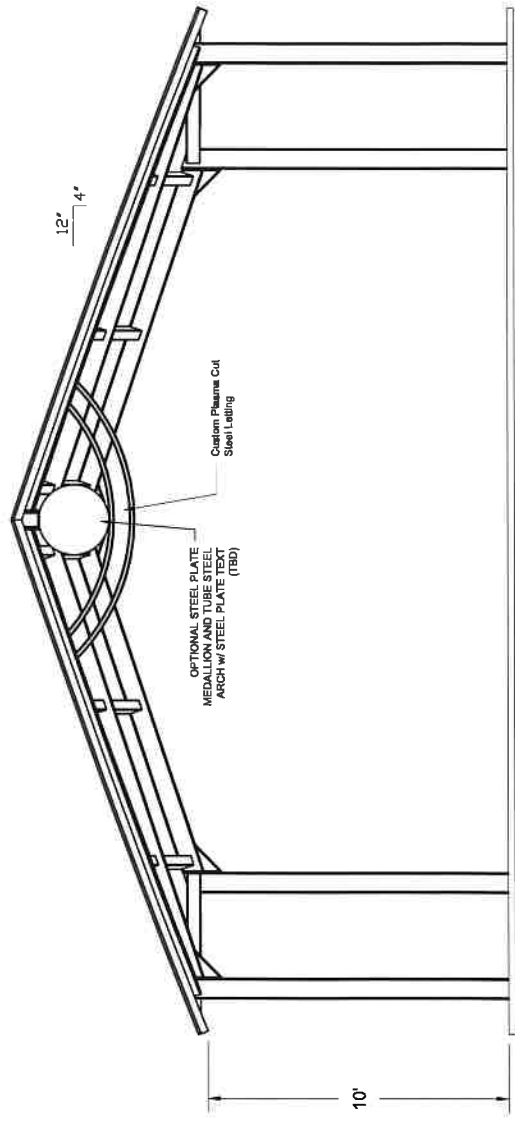 12"
4"
Custom Plasma Cut
Steel Letting
OPTIONAL STEEL PLATE
MEDALLION AND TUBE STEEL
ARCH w/ STEEL PLATE TEXT
(TBD)
10'